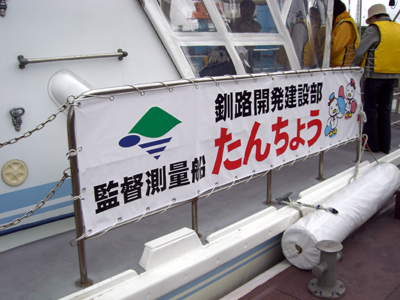 釧路開発建設部
監督測量船
たんちょう